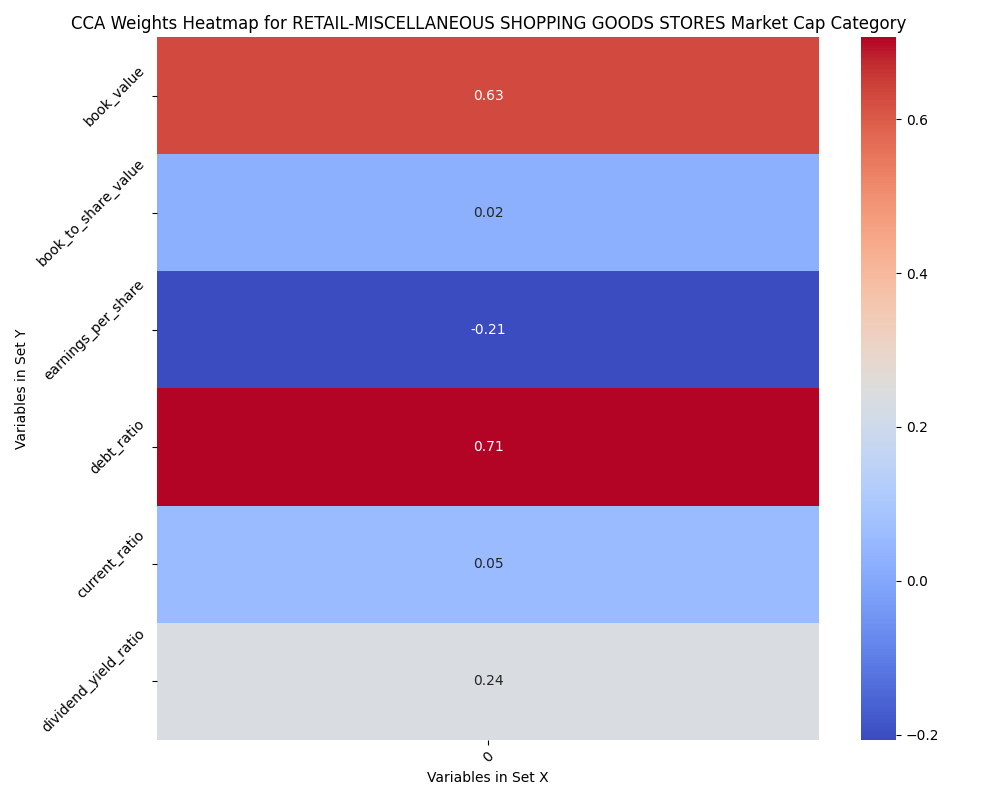 CCA Weights Heatmap for RETAIL-MISCELLANEOUS SHOPPING GOODS STORES Market Cap Category
Variables in Set Y
book_value
0.63
book_to_share_value
0.02
earnings_per_share
-0.21
debt_ratio
0.71
current_ratio
0.05
dividend_yield_ratio
0.24
0
Variables in Set X
0.6
0.4
0.2
0.0
−0.2